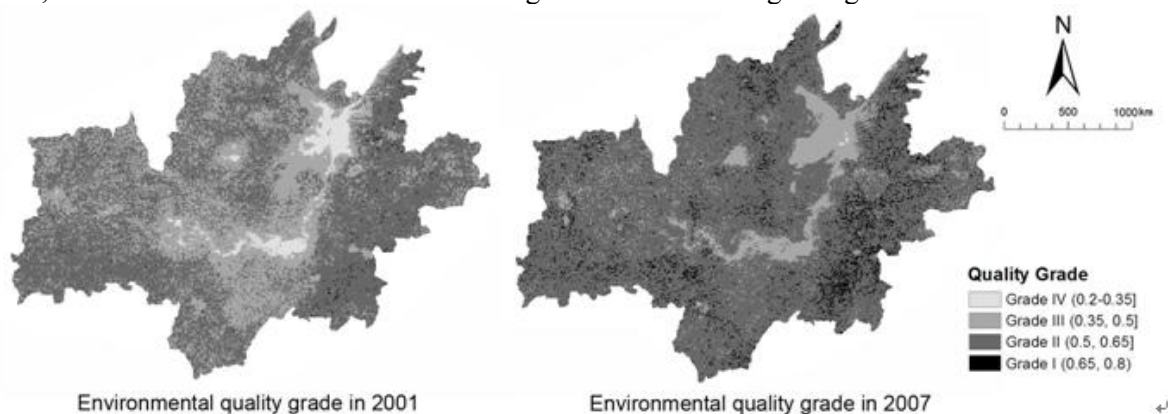 N
0 500 1000km
Quality Grade
Grade IV (0.2-0.35]
Grade III (0.35, 0.5]
Grade II (0.5, 0.65]
Grade I (0.65, 0.8)
Environmental quality grade in 2001
Environmental quality grade in 2007